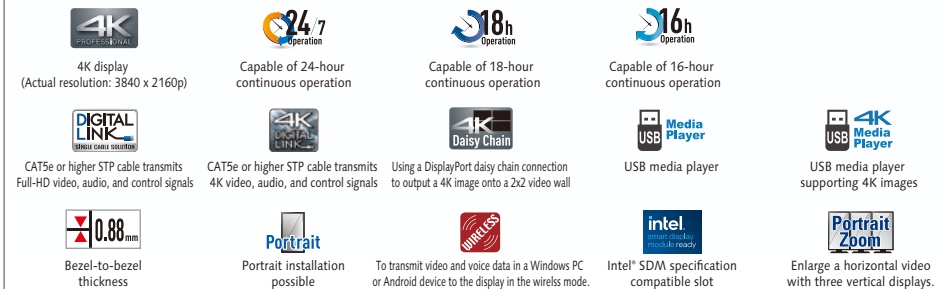 4K
PROFESSIONAL
24/7
Operation
18h
Operation
16h
Operation
4K display
(Actual resolution: 3840 x 2160p)
Capable of 24-hour
continuous operation
Capable of 18-hour
continuous operation
Capable of 16-hour
continuous operation
DIGITAL
LINK
SINGLE CABLE SOLUTION
4K
DIGITAL
LINK
4K
Daisy Chain
USB
Media
Player
USB
4K
Media
Player
CAT5e or higher STP cable transmits
Full-HD video, audio, and control signals
CAT5e or higher STP cable transmits
4K video, audio, and control signals
Using a DisplayPort daisy chain connection
to output a 4K image onto a 2x2 video wall
USB media player
USB media player
supporting 4K images
0.88mm
Portrait
WIRELESS
intel.
smart display
module ready
Portrait
Zoom
Bezel-to-bezel
thickness
Portrait installation
possible
To transmit video and voice data in a Windows PC
or Android device to the display in the wirelss mode.
Intel® SDM specification
compatible slot
Enlarge a horizontal video
with three vertical displays.